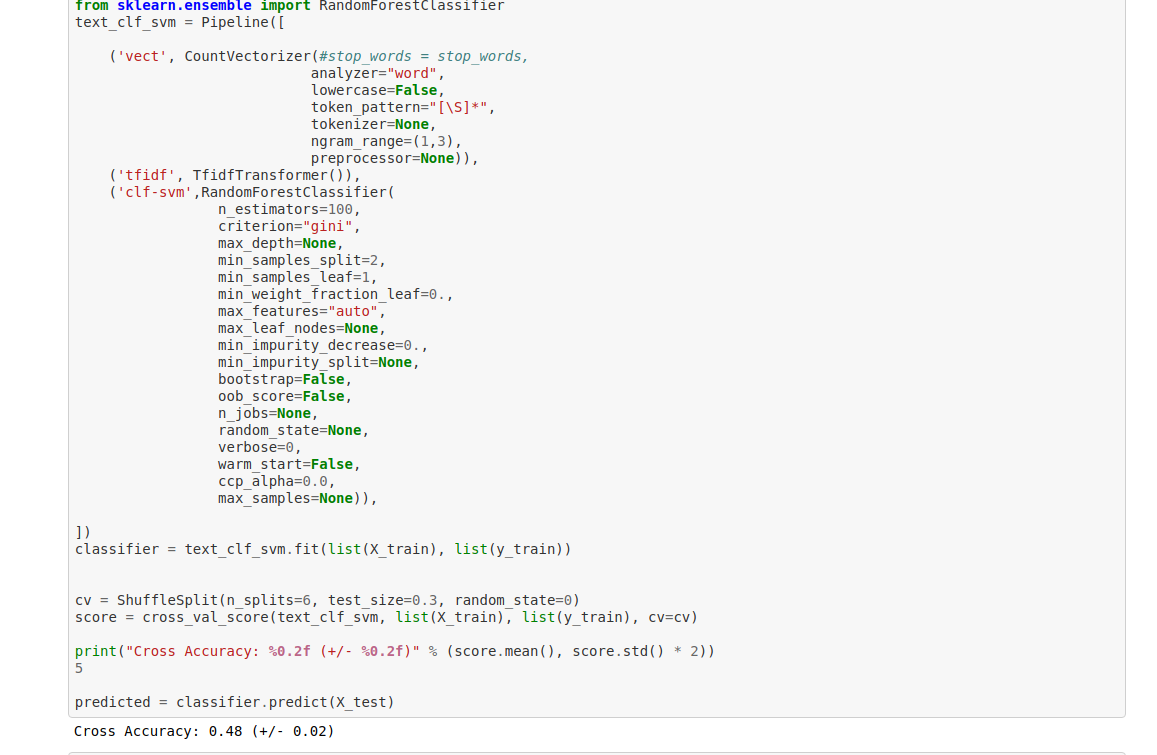 from sklearn.ensemble import RandomForestClassifier
text_clf_svm = Pipeline([
('vect', CountVectorizer(#stop_words = stop_words,
analyzer="word",
lowercase=False,
token_pattern="[\S]*",
tokenizer=None,
ngram_range=(1,3),
preprocessor=None)),
('tfidf', TfidfTransformer()),
('clf-svm',RandomForestClassifier(
n_estimators=100,
criterion="gini",
max_depth=None,
min_samples_split=2,
min_samples_leaf=1,
min_weight_fraction_leaf=0.,
max_features="auto",
max_leaf_nodes=None,
min_impurity_decrease=0.,
min_impurity_split=None,
bootstrap=False,
oob_score=False,
n_jobs=None,
random_state=None,
verbose=0,
warm_start=False,
ccp_alpha=0.0,
max_samples=None)),
])
classifier = text_clf_svm.fit(list(X_train), list(y_train))
cv = ShuffleSplit(n_splits=6, test_size=0.3, random_state=0)
score = cross_val_score(text_clf_svm, list(X_train), list(y_train), cv=cv)
print("Cross Accuracy: %0.2f (+/- %0.2f)" % (score.mean(), score.std() * 2))
5
predicted = classifier.predict(X_test)
Cross Accuracy: 0.48 (+/- 0.02)